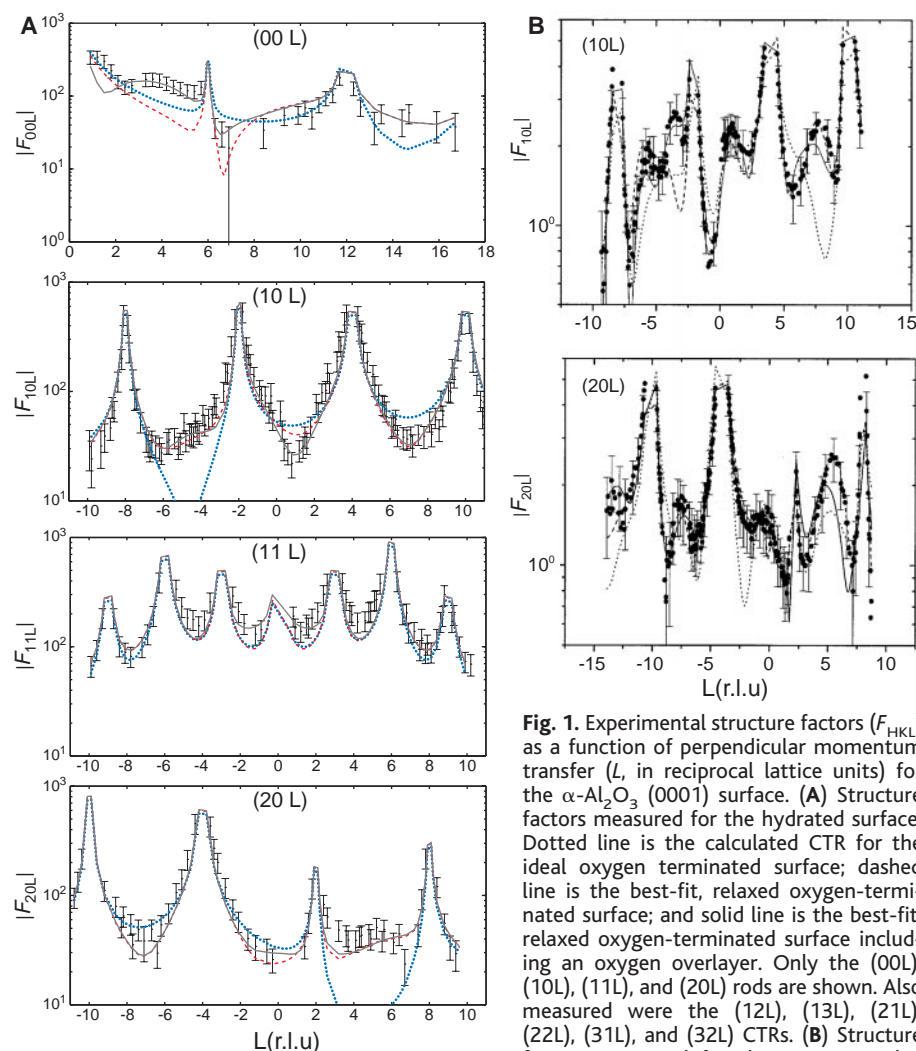 A
10³
(00 L)
|F00L|
10²
10¹
10⁰
0 2 4 6 8 10 12 14 16 18
10³
(10 L)
|F10L|
10²
10¹
-10 -8 -6 -4 -2 0 2 4 6 8 10
10³
(11 L)
|F11L|
10²
10¹
-10 -8 -6 -4 -2 0 2 4 6 8 10
10³
(20 L)
|F20L|
10²
10¹
-10 -8 -6 -4 -2 0 2 4 6 8 10
L(r.l.u)
B
(10L)
|F10L|
10⁰
-10 -5 0 5 10 15
(20L)
|F20L|
10⁰
-15 -10 -5 0 5 10
L(r.l.u)
Fig. 1. Experimental structure factors (FHKL
as a function of perpendicular momentum
transfer (L, in reciprocal lattice units) fo
the α-Al₂O₃ (0001) surface. (A) Structure
factors measured for the hydrated surface
Dotted line is the calculated CTR for the
ideal oxygen terminated surface; dashed
line is the best-fit, relaxed oxygen-termi-
nated surface; and solid line is the best-fit
relaxed oxygen-terminated surface includ-
ing an oxygen overlayer. Only the (00L)
(10L), (11L), and (20L) rods are shown. Also
measured were the (12L), (13L), (21L)
(22L), (31L), and (32L) CTRs. (B) Structure